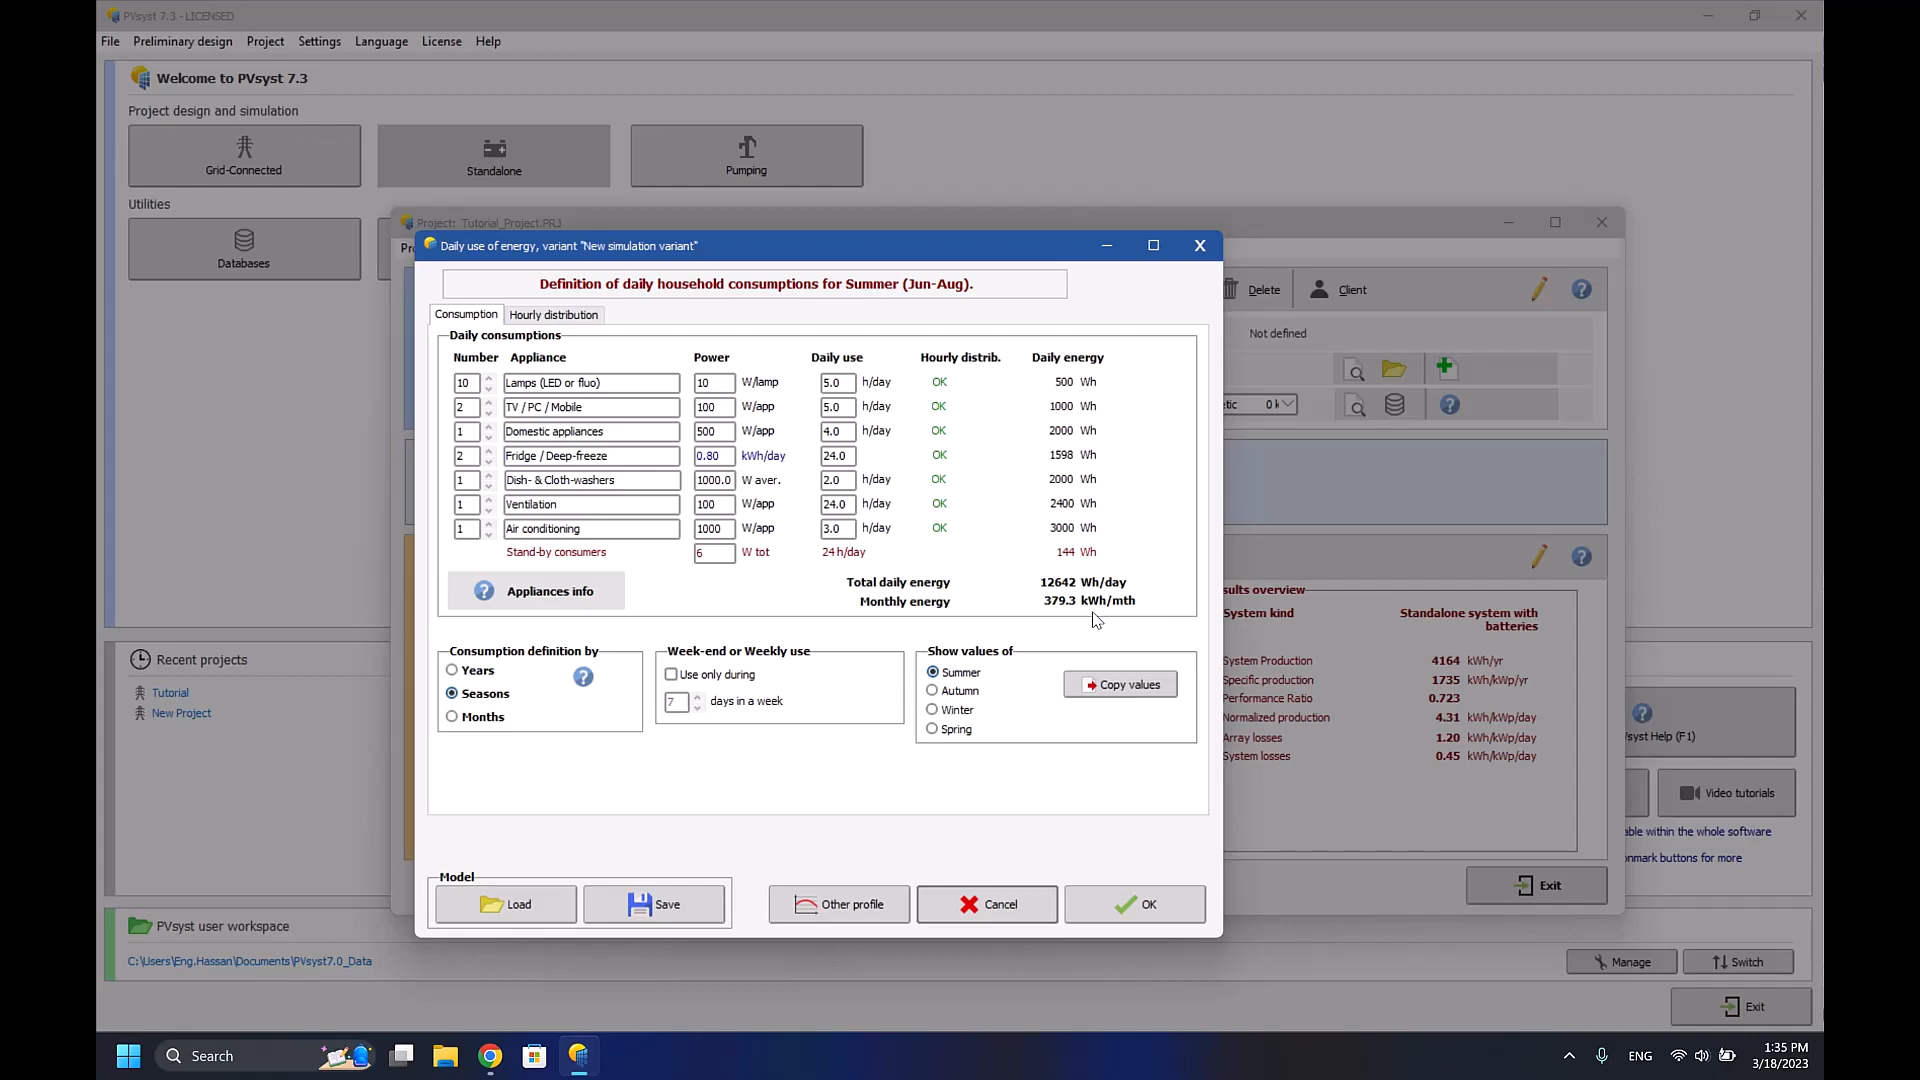 PVsyst 7.3 - LICENSED
File Preliminary design Project Settings Language License Help
Welcome to PVsyst 7.3
Project design and simulation
Grid-Connected
Standalone
Pumping
Utilities
Databases
Project: Tutorial_Project.PRJ
Daily use of energy, variant "New simulation variant"
Definition of daily household consumptions for Summer (Jun-Aug).
Delete
Client
Consumption
Hourly distribution
Not defined
Daily consumptions
Number Appliance Power Daily use Hourly distrib. Daily energy
10 Lamps (LED or fluo) 10 W/lamp 5.0 h/day OK 500 Wh
2 TV / PC / Mobile 100 W/app 5.0 h/day OK 1000 Wh
1 Domestic appliances 500 W/app 4.0 h/day OK 2000 Wh
2 Fridge / Deep-freeze 0.80 kWh/day 24.0 OK 1598 Wh
1 Dish- & Cloth-washers 1000.0 W aver. 2.0 h/day OK 2000 Wh
1 Ventilation 100 W/app 24.0 h/day OK 2400 Wh
1 Air conditioning 1000 W/app 3.0 h/day OK 3000 Wh
Stand-by consumers 6 W tot 24 h/day 144 Wh
Appliances info
Total daily energy 12642 Wh/day
Monthly energy 379.3 kWh/mth
Consumption definition by
Years
Seasons
Months
Week-end or Weekly use
Use only during
7 days in a week
Show values of
Summer
Autumn
Winter
Spring
Copy values
Model
Load
Save
Other profile
Cancel
OK
sults overview
System kind Standalone system with
batteries
System Production 4164 kWh/yr
Specific production 1735 kWh/kWp/yr
Performance Ratio 0.723
Normalized production 4.31 kWh/kWp/day
Array losses 1.20 kWh/kWp/day
System losses 0.45 kWh/kWp/day
Exit
Recent projects
Tutorial
New Project
syst Help (F1)
Video tutorials
able within the whole software
onmark buttons for more
PVsyst user workspace
C:\Users\Eng.Hassan\Documents\PVsyst7.0_Data
Manage
Switch
Exit
Search
ENG
1:35 PM
3/18/2023